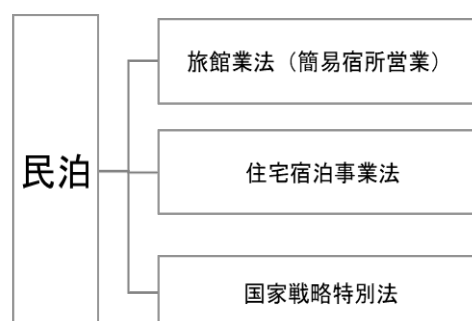 民泊
旅館業法（簡易宿所営業）
住宅宿泊事業法
国家戦略特別法